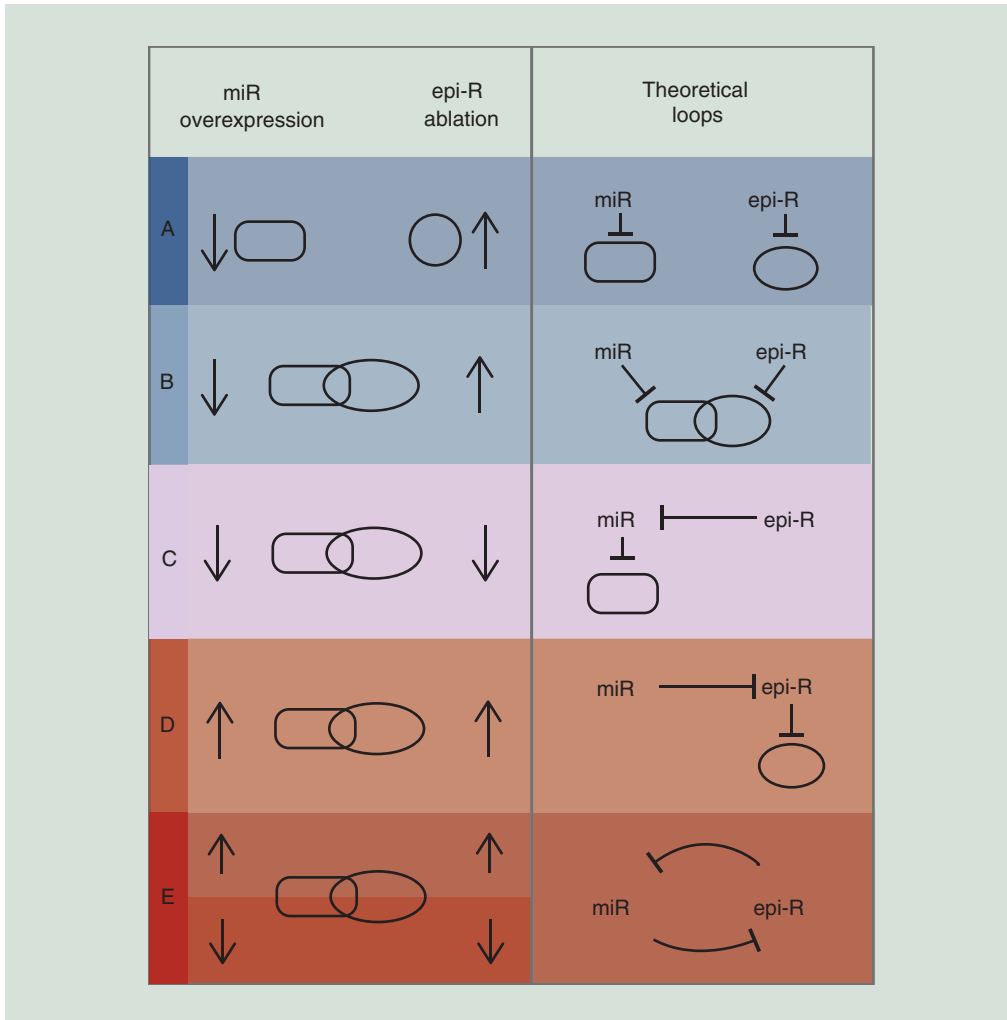 miR
overexpression
epi-R
ablation
Theoretical
loops
A
miR
epi-R
B
miR
epi-R
C
miR
epi-R
D
miR
epi-R
E
miR
epi-R